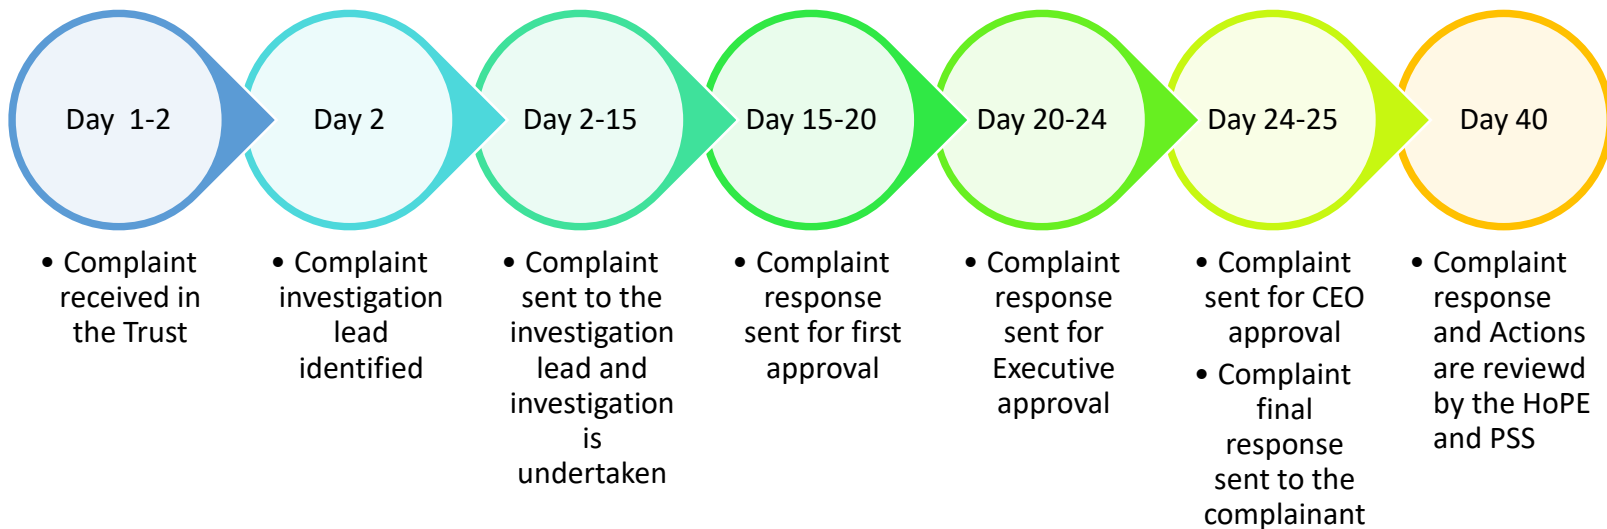 Day 1-2
Day 2
Day 2-15
Day 15-20
Day 20-24
Day 24-25
Day 40
• Complaint
received in
the Trust
• Complaint
investigation
lead
identified
• Complaint
sent to the
investigation
lead and
investigation
is
undertaken
• Complaint
response
sent for first
approval
• Complaint
response
sent for
Executive
approval
• Complaint
sent for CEO
approval
• Complaint
final
response
sent to the
complainant
• Complaint
response
and Actions
are reviewd
by the HoPE
and PSS